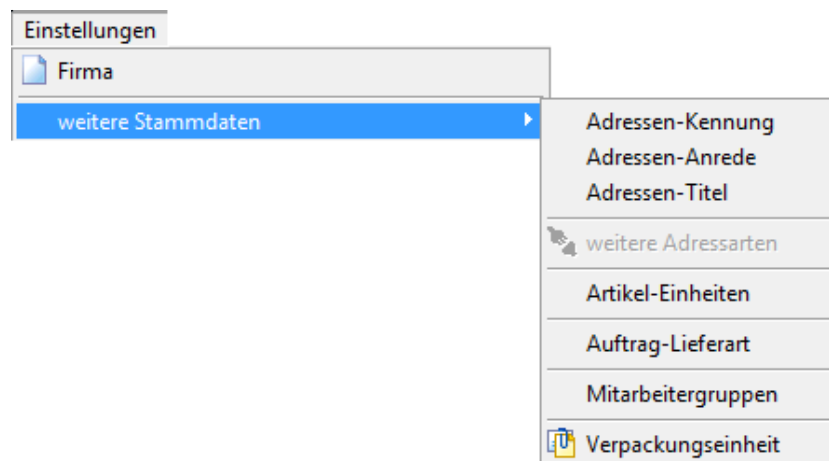 Einstellungen
Firma
weitere Stammdaten
Adressen-Kennung
Adressen-Anrede
Adressen-Titel
weitere Adressarten
Artikel-Einheiten
Auftrag-Lieferart
Mitarbeitergruppen
Verpackungseinheit